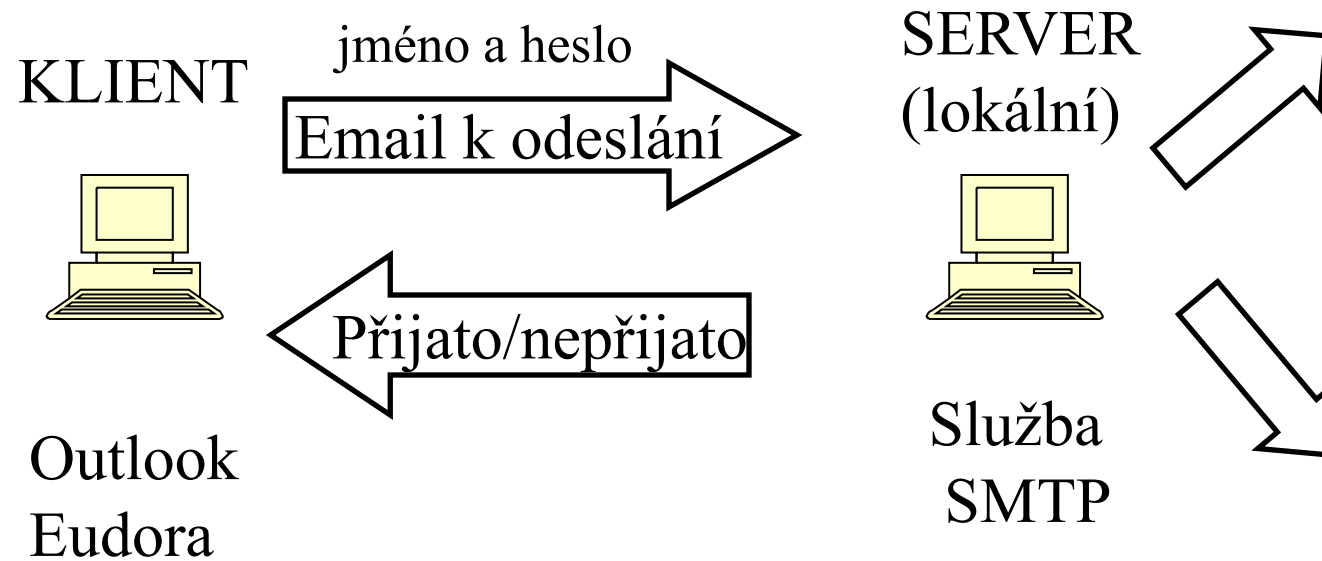 KLIENT
jméno a heslo
Email k odeslání
SERVER
(lokální)
Přijato/nepřijato
Outlook
Eudora
Služba
SMTP